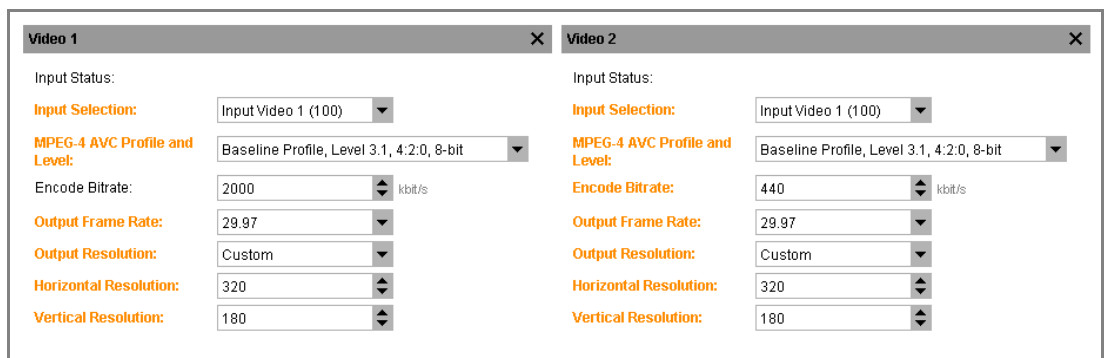 Video 1
Input Status:
Input Selection: Input Video 1 (100)
MPEG-4 AVC Profile and
Level: Baseline Profile, Level 3.1, 4:2:0, 8-bit
Encode Bitrate: 2000 kbit/s
Output Frame Rate: 29.97
Output Resolution: Custom
Horizontal Resolution: 320
Vertical Resolution: 180
Video 2
Input Status:
Input Selection: Input Video 1 (100)
MPEG-4 AVC Profile and
Level: Baseline Profile, Level 3.1, 4:2:0, 8-bit
Encode Bitrate: 440 kbit/s
Output Frame Rate: 29.97
Output Resolution: Custom
Horizontal Resolution: 320
Vertical Resolution: 180